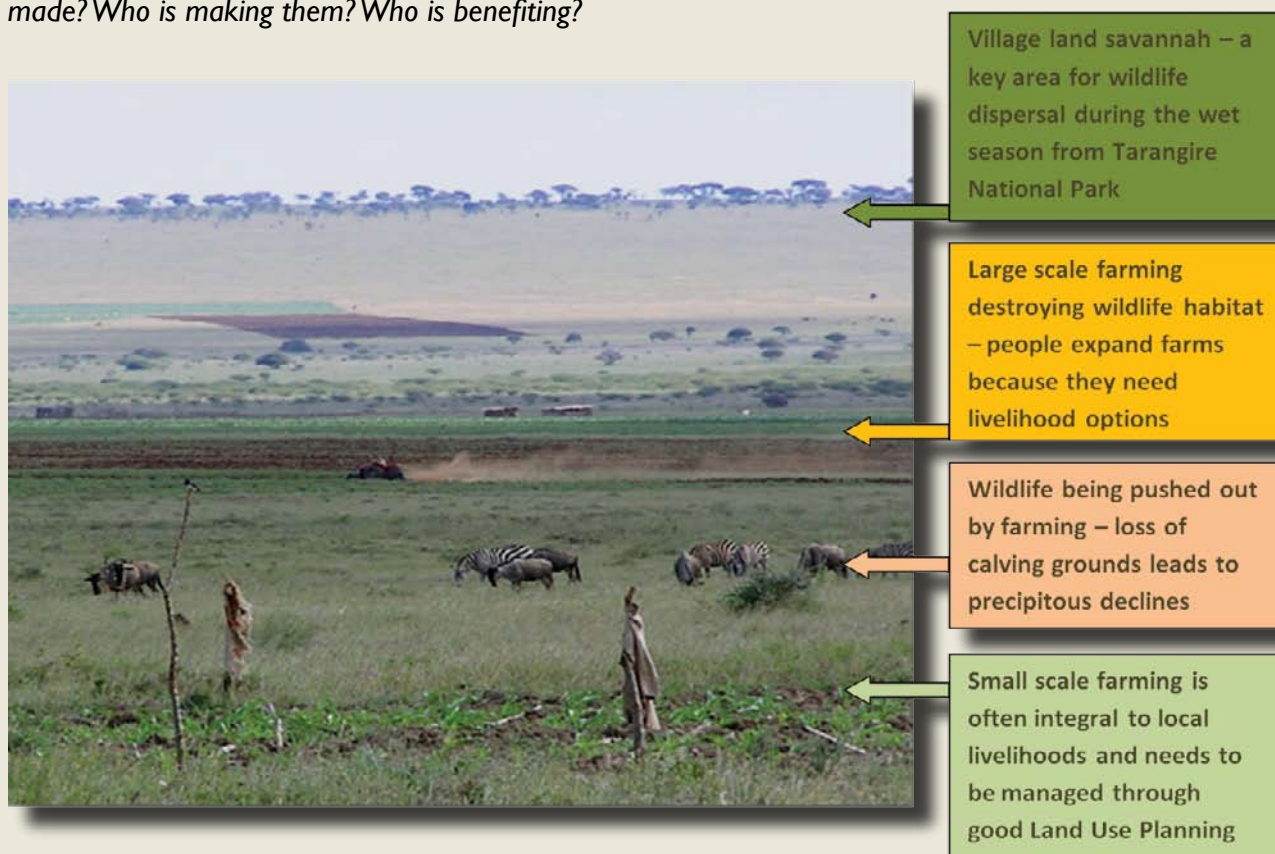 made? Who is making them? Who is benefiting?
Village land savannah – a
key area for wildlife
dispersal during the wet
season from Tarangire
National Park
Large scale farming
destroying wildlife habitat
– people expand farms
because they need
livelihood options
Wildlife being pushed out
by farming – loss of
calving grounds leads to
precipitous declines
Small scale farming is
often integral to local
livelihoods and needs to
be managed through
good Land Use Planning